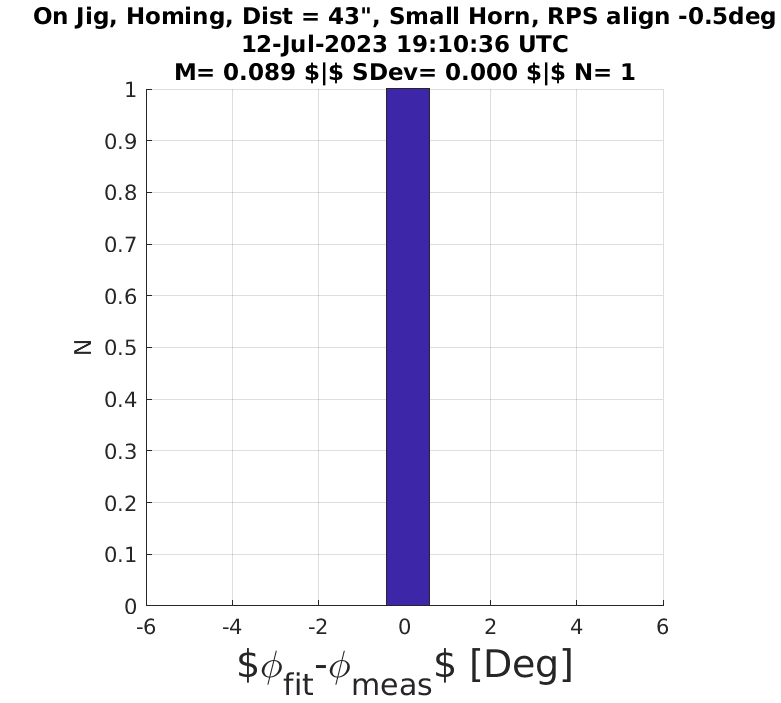 On Jig, Homing, Dist = 43", Small Horn, RPS align -0.5deg
12-Jul-2023 19:10:36 UTC
M= 0.089 $|$ SDev= 0.000 $|$ N= 1
1
0.9
0.8
0.7
0.6
N
0.5
0.4
0.3
0.2
0.1
0
-6 -4 -2 0 2 4 6
$ϕfit-ϕmeas$ [Deg]